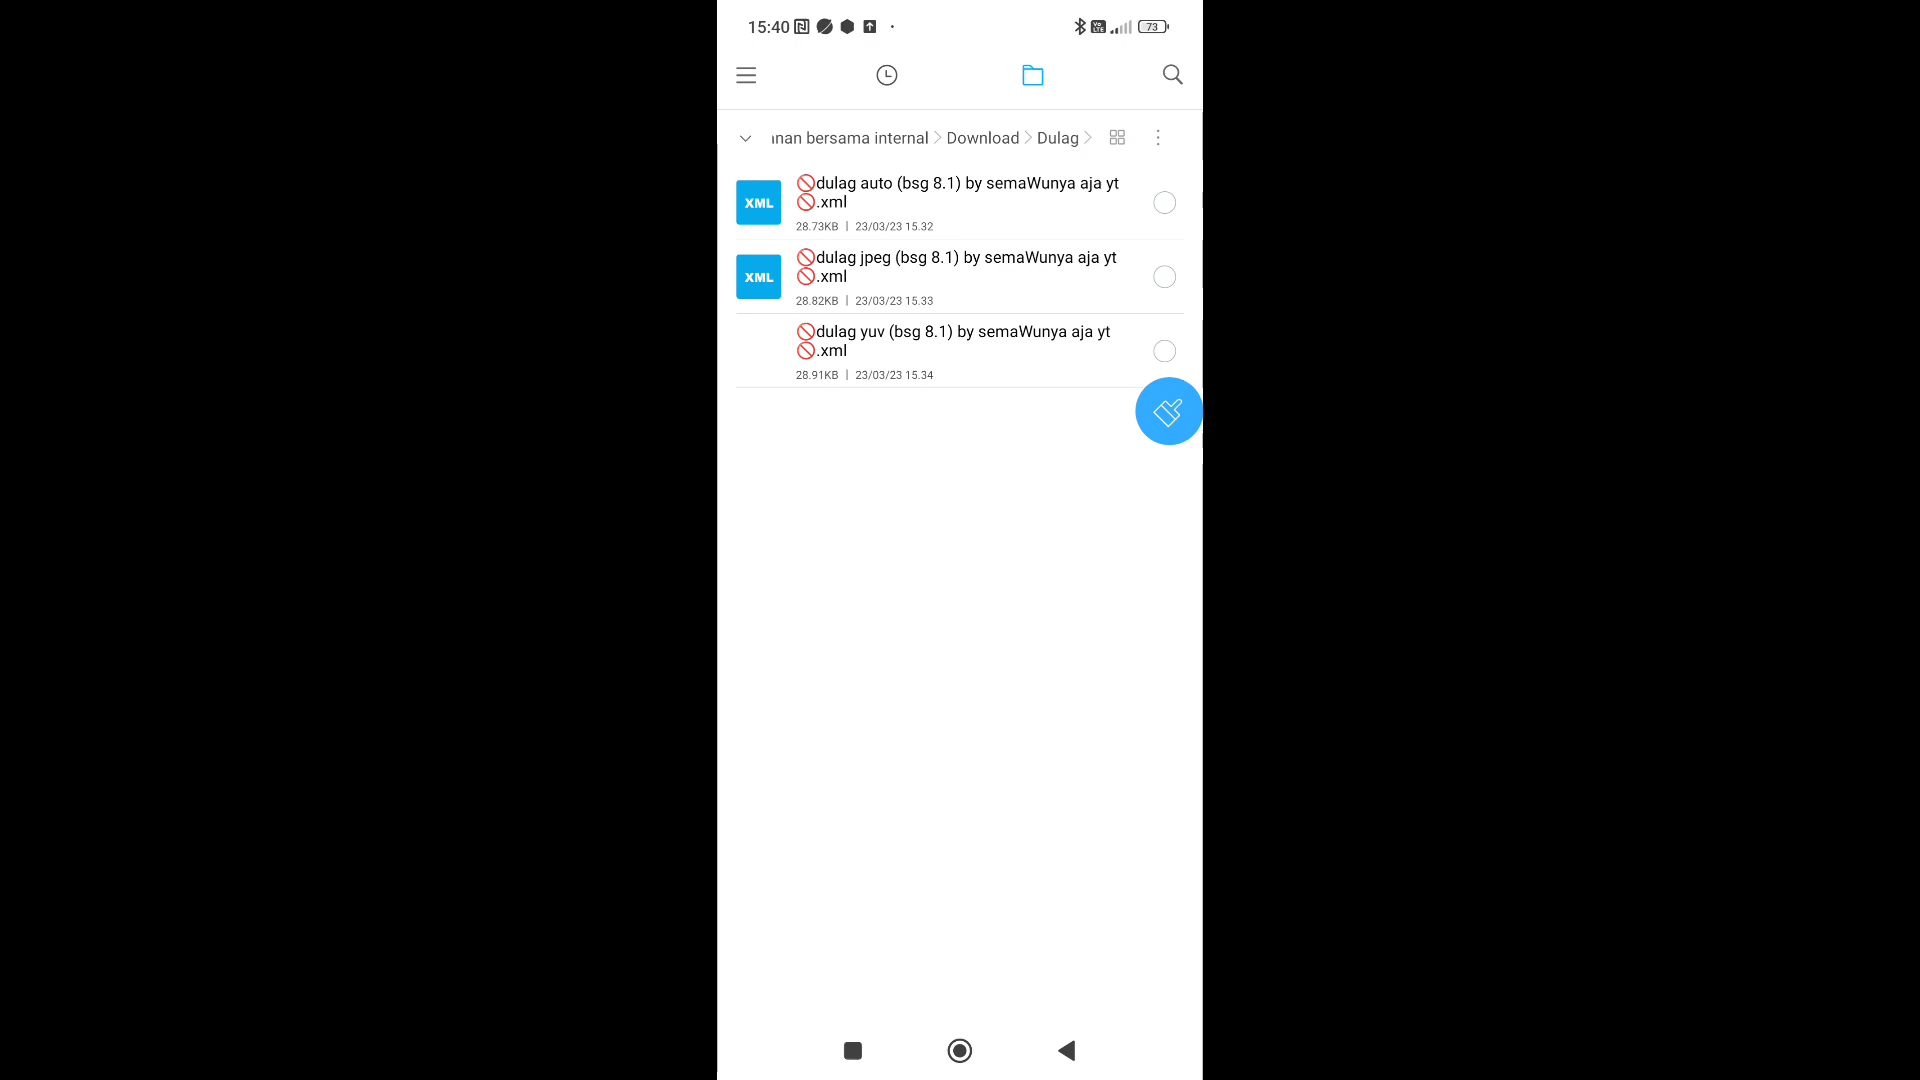 15:40
Vo LTE
73
nan bersama internal > Download > Dulag >
🚫dulag auto (bsg 8.1) by semaWunya aja yt
🚫.xml
XML
28.73KB | 23/03/23 15.32
🚫dulag jpeg (bsg 8.1) by semaWunya aja yt
🚫.xml
XML
28.82KB | 23/03/23 15.33
🚫dulag yuv (bsg 8.1) by semaWunya aja yt
🚫.xml
28.91KB | 23/03/23 15.34